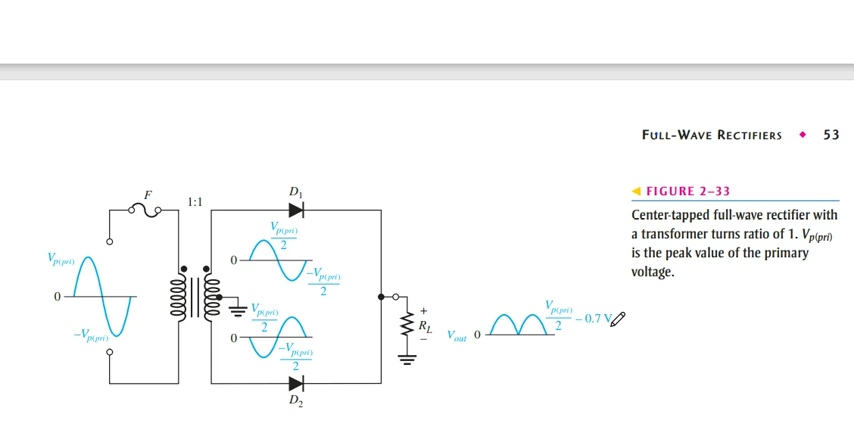 FULL-WAVE RECTIFIERS ◆ 53
◀ FIGURE 2–33
Center-tapped full-wave rectifier with
a transformer turns ratio of 1. Vp(pri)
is the peak value of the primary
voltage.
F
1:1
D1
Vp(pri)
0
−Vp(pri)
Vp(pri)/2
0
−Vp(pri)/2
Vp(pri)/2
0
−Vp(pri)/2
D2
+
RL
−
Vout 0
Vp(pri)/2 − 0.7 V